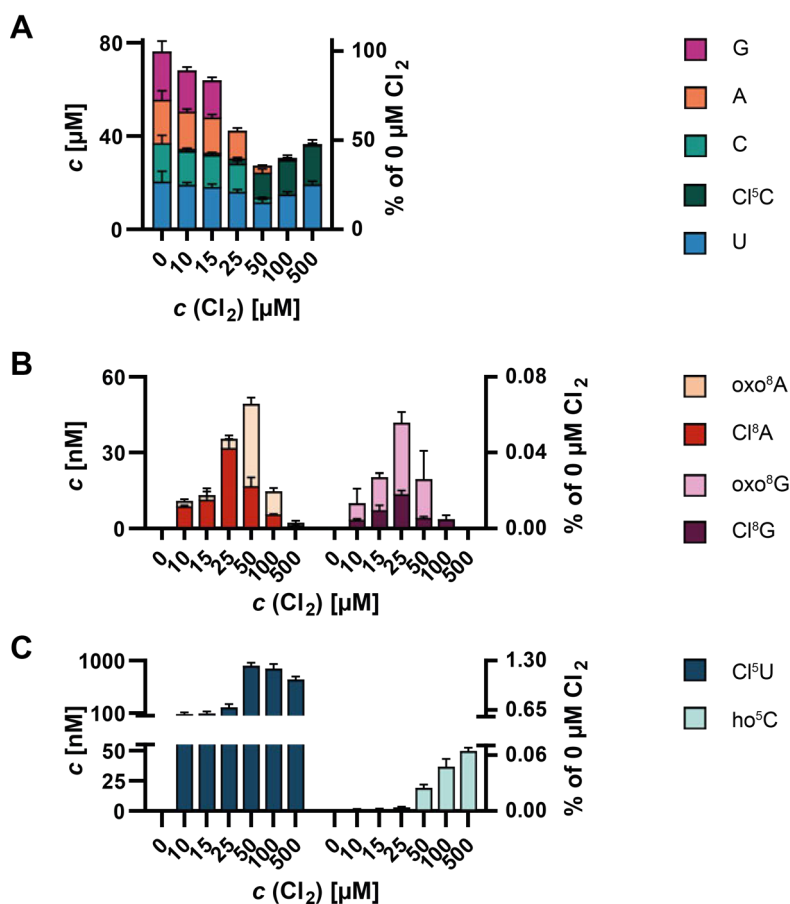 A
80
40
0
c [µM]
100
50
0
% of 0 µM Cl₂
0
10
15
25
50
100
500
c (Cl₂) [µM]
G
A
C
Cl⁵C
U
B
60
30
0
c [nM]
0.08
0.04
0.00
% of 0 µM Cl₂
0
10
15
25
50
100
500
0
10
15
25
50
100
500
c (Cl₂) [µM]
oxo⁸A
Cl⁸A
oxo⁸G
Cl⁸G
C
1000
100
50
25
0
c [nM]
1.30
0.65
0.06
0.00
% of 0 µM Cl₂
0
10
15
25
50
100
500
0
10
15
25
50
100
500
c (Cl₂) [µM]
Cl⁵U
ho⁵C